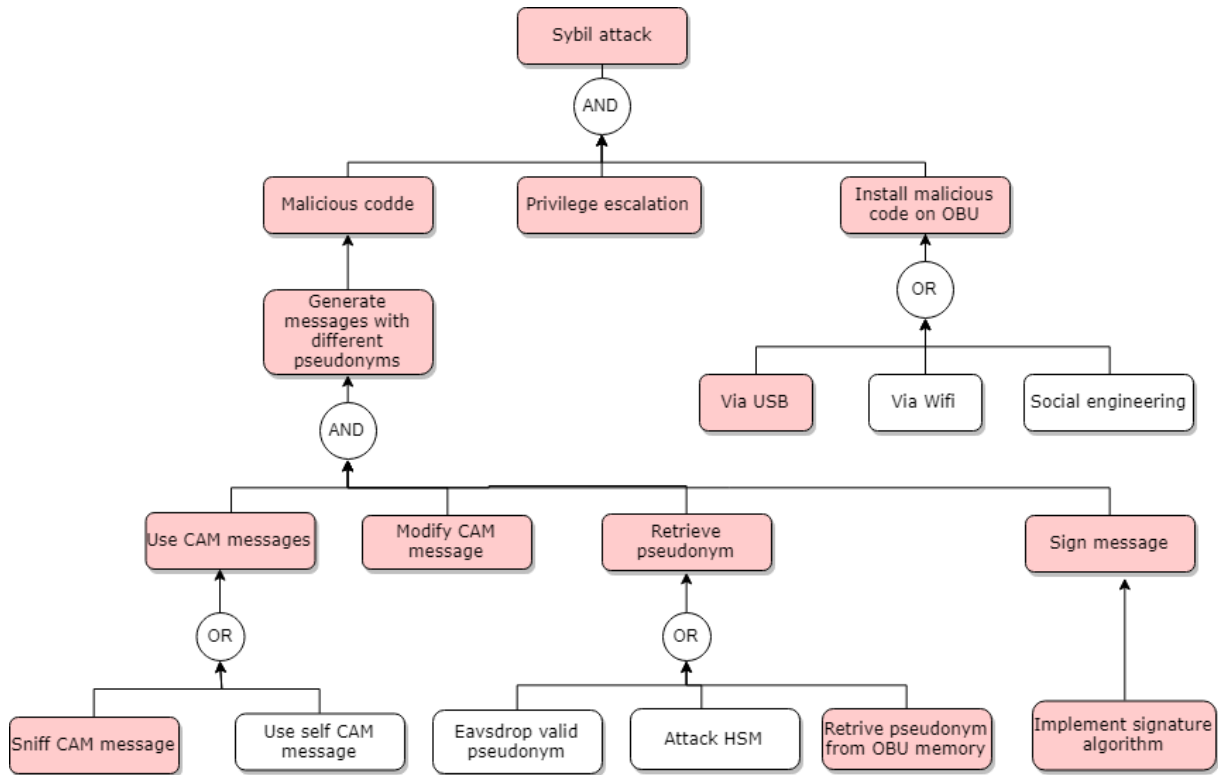 Sybil attack
AND
Malicious codde
Privilege escalation
Install malicious
code on OBU
OR
Generate
messages with
different
pseudonyms
Via USB
Via Wifi
Social engineering
AND
Use CAM messages
Modify CAM
message
Retrieve
pseudonym
Sign message
OR
OR
Sniff CAM message
Use self CAM
message
Eavsdrop valid
pseudonym
Attack HSM
Retrive pseudonym
from OBU memory
Implement signature
algorithm